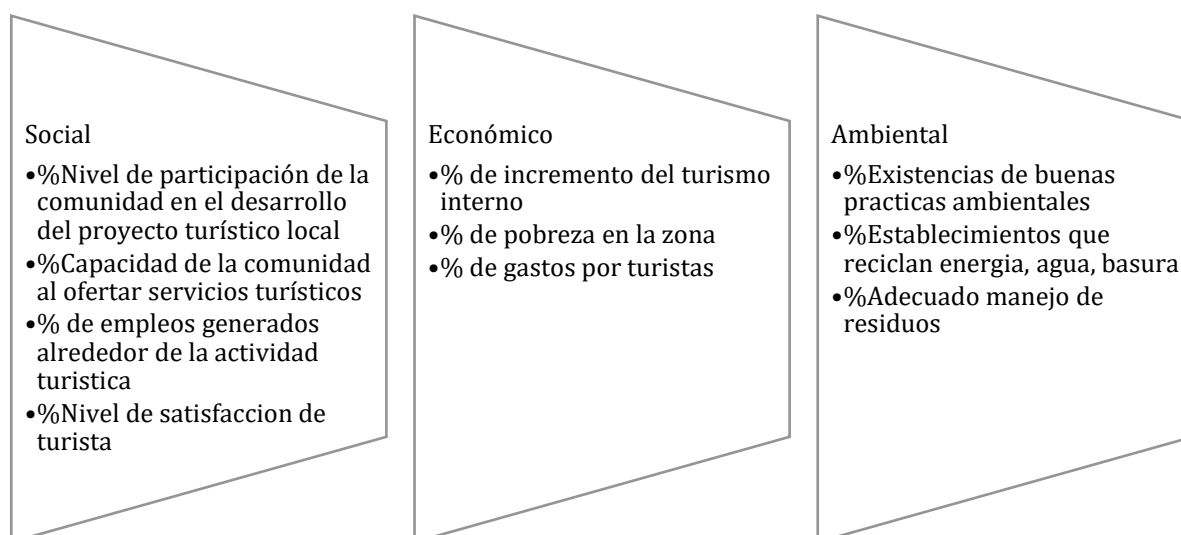 Social
•%Nivel de participación de la
comunidad en el desarrollo
del proyecto turístico local
•%Capacidad de la comunidad
al ofertar servicios turísticos
•% de empleos generados
alrededor de la actividad
turistica
•%Nivel de satisfaccion de
turista
Económico
•% de incremento del turismo
interno
•% de pobreza en la zona
•% de gastos por turistas
Ambiental
•%Existencias de buenas
practicas ambientales
•%Establecimientos que
reciclan energia, agua, basura
•%Adecuado manejo de
residuos